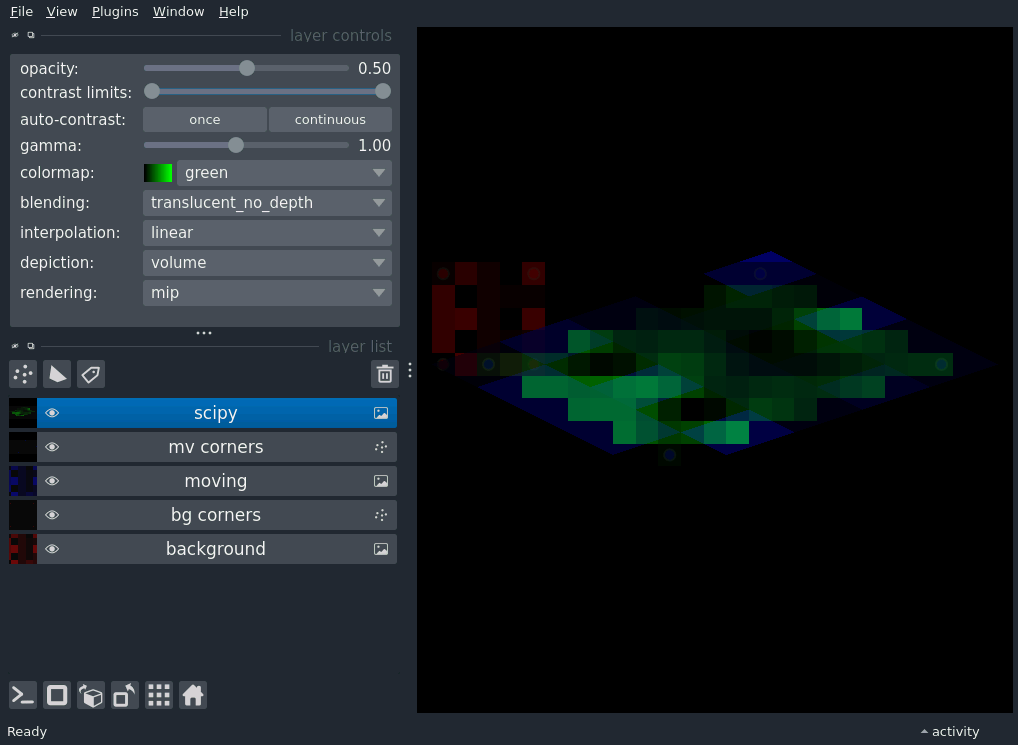 File View Plugins Window Help
layer controls
opacity: 0.50
contrast limits:
auto-contrast: once continuous
gamma: 1.00
colormap: green
blending: translucent_no_depth
interpolation: linear
depiction: volume
rendering: mip
layer list
scipy
mv corners
moving
bg corners
background
Ready activity